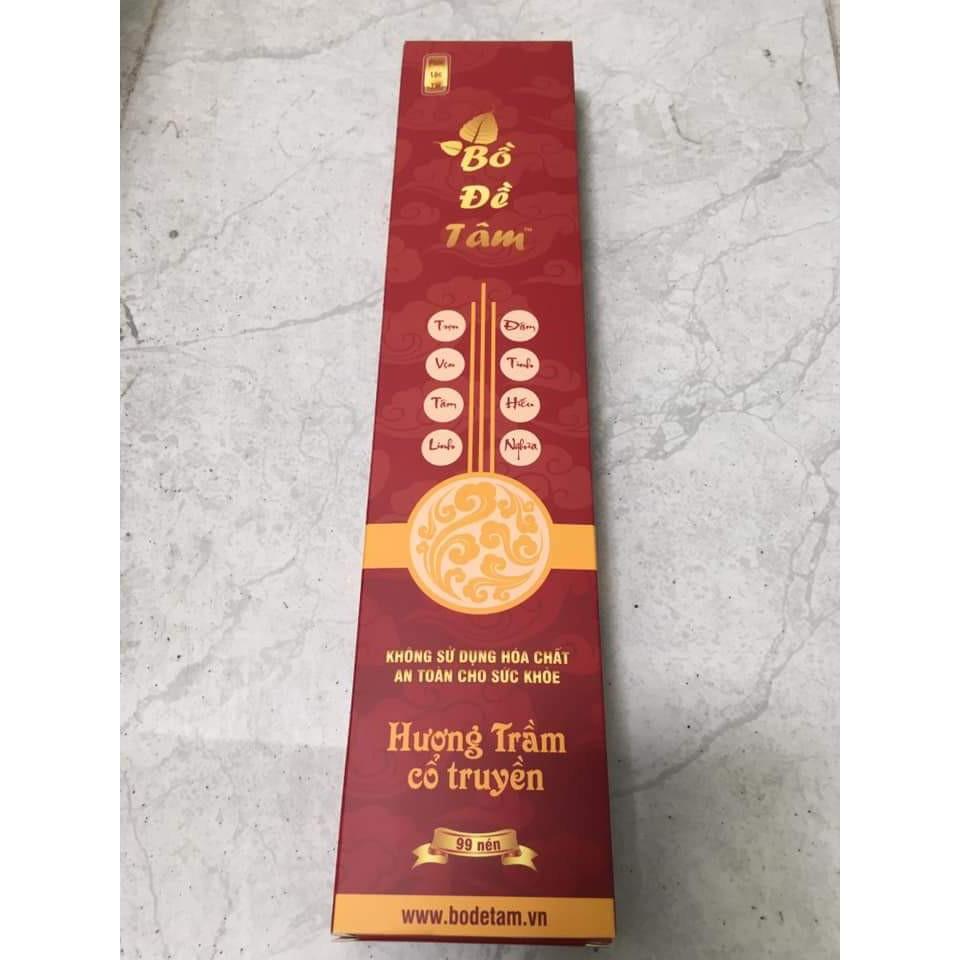 Lộc
Bồ
Đề
Tâm™
Trọn Đậm
Vẹn Tình
Tâm Hiếu
Linh Nghĩa
KHÔNG SỬ DỤNG HÓA CHẤT
AN TOÀN CHO SỨC KHỎE
Hương Trầm
cổ truyền
99 nén
www.bodetam.vn